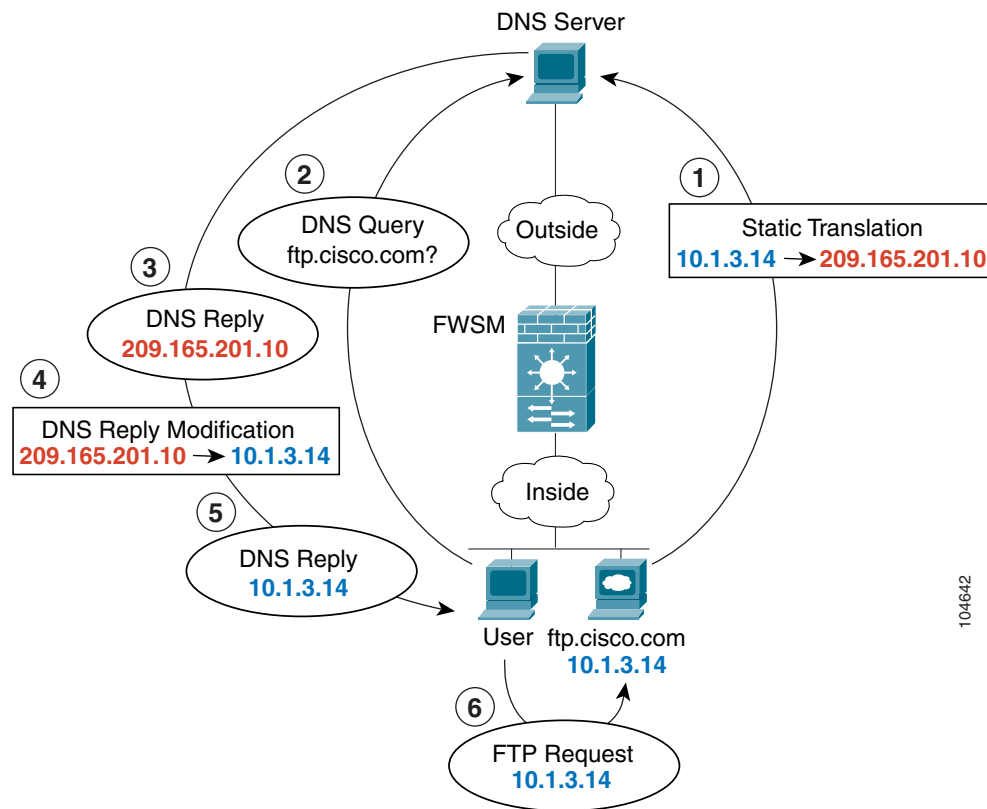 DNS Server
1
Static Translation
10.1.3.14 209.165.201.10
2
DNS Query
ftp.cisco.com?
Outside
3
DNS Reply
209.165.201.10
FWSM
4
DNS Reply Modification
209.165.201.10 10.1.3.14
Inside
5
DNS Reply
10.1.3.14
User
ftp.cisco.com
10.1.3.14
6
FTP Request
10.1.3.14
104642